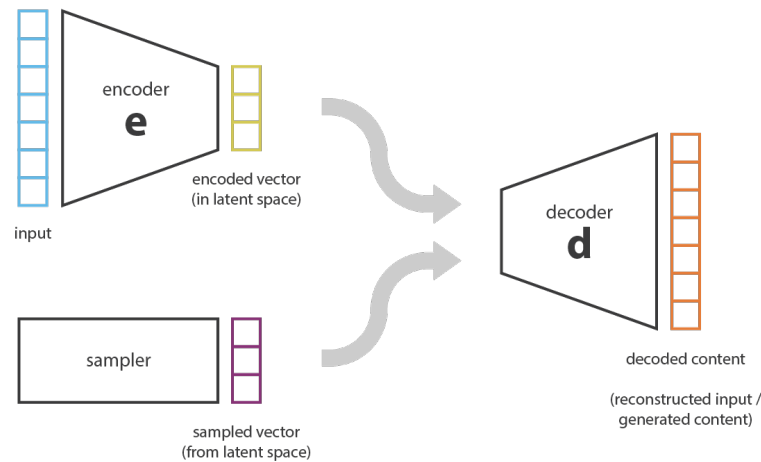 encoder
e
encoded vector
(in latent space)
input
decoder
d
sampler
decoded content
(reconstructed input /
generated content)
sampled vector
(from latent space)